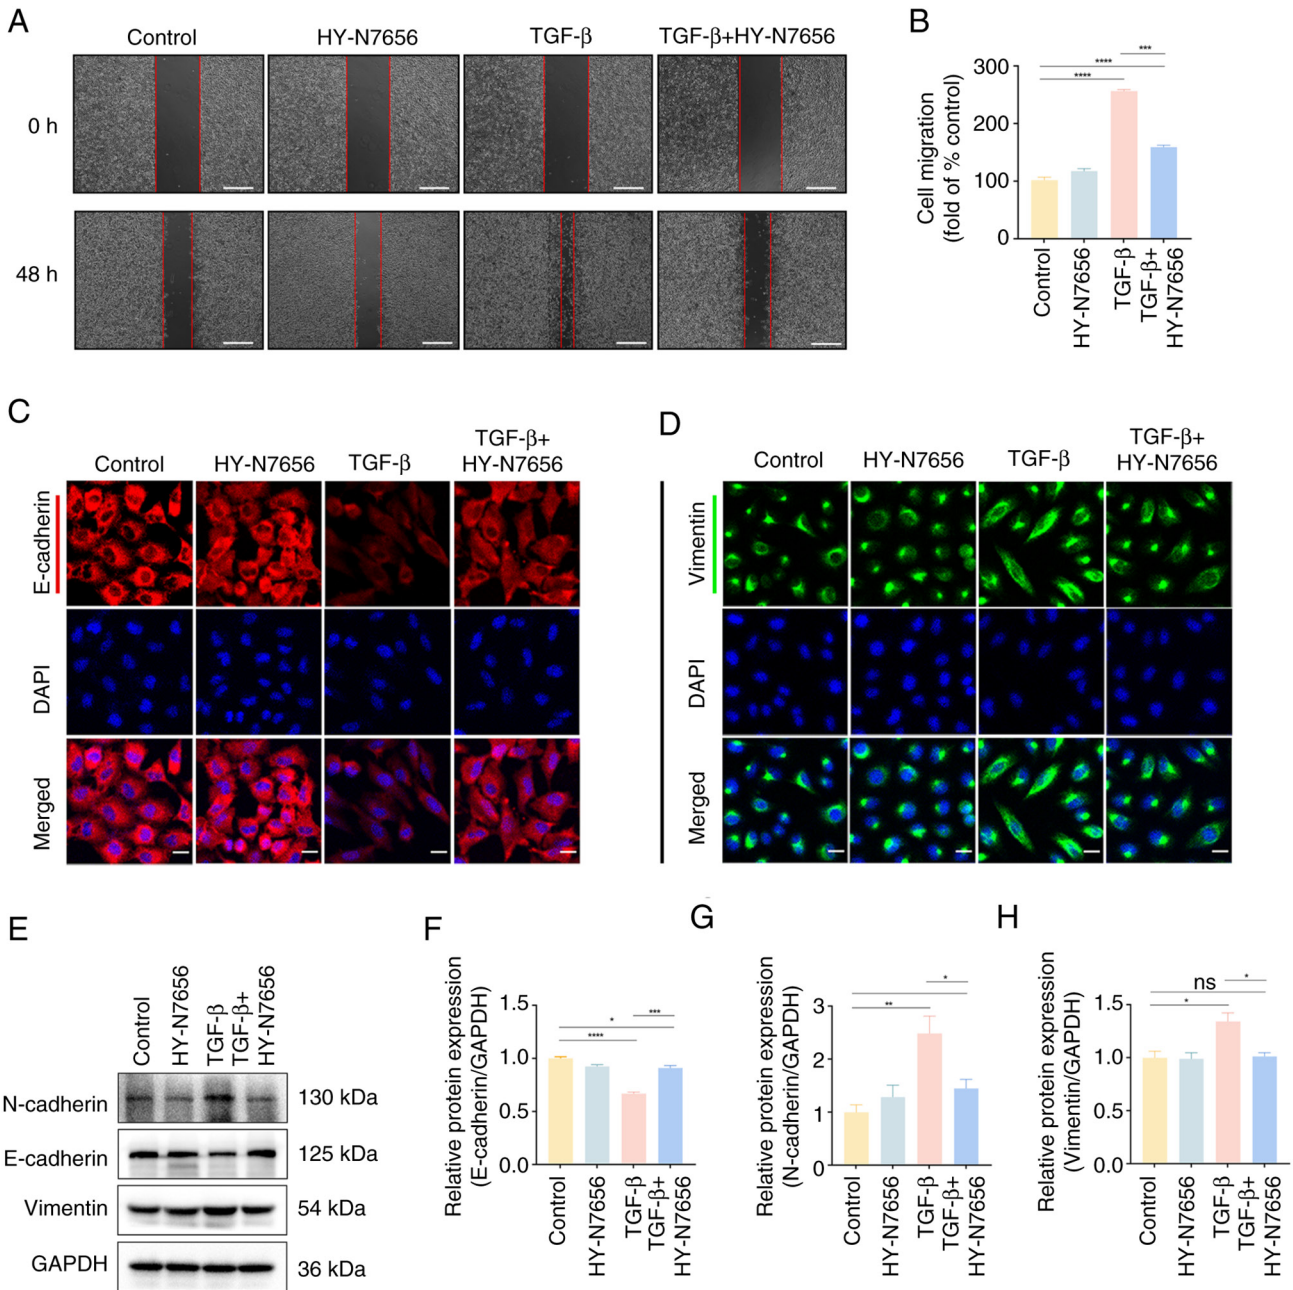 A
Control
HY-N7656
TGF-β
TGF-β+HY-N7656
0 h
48 h
B
Cell migration
(fold of % control)
300
200
100
0
****
****
***
Control
HY-N7656
TGF-β
TGF-β+
HY-N7656
C
Control
HY-N7656
TGF-β
TGF-β+
HY-N7656
E-cadherin
DAPI
Merged
D
Control
HY-N7656
TGF-β
TGF-β+
HY-N7656
Vimentin
DAPI
Merged
E
Control
HY-N7656
TGF-β
TGF-β+
HY-N7656
N-cadherin
130 kDa
E-cadherin
125 kDa
Vimentin
54 kDa
GAPDH
36 kDa
F
Relative protein expression
(E-cadherin/GAPDH)
1.5
1.0
0.5
0.0
***
*
****
Control
HY-N7656
TGF-β
TGF-β+
HY-N7656
G
Relative protein expression
(N-cadherin/GAPDH)
3
2
1
0
*
**
Control
HY-N7656
TGF-β
TGF-β+
HY-N7656
H
Relative protein expression
(Vimentin/GAPDH)
1.5
1.0
0.5
0.0
ns
*
*
Control
HY-N7656
TGF-β
TGF-β+
HY-N7656